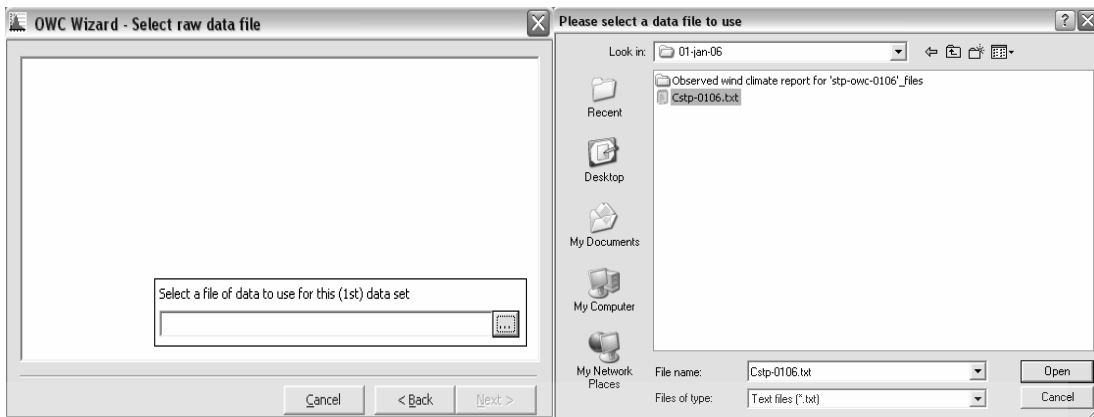 OWC Wizard - Select raw data file
Select a file of data to use for this (1st) data set
...
Cancel
< Back
Next >
Please select a data file to use
Look in:
01-jan-06
Recent
Desktop
My Documents
My Computer
My Network
Places
Observed wind climate report for 'stp-owc-0106'_files
Cstp-0106.txt
File name:
Cstp-0106.txt
Open
Files of type:
Text files (*.txt)
Cancel